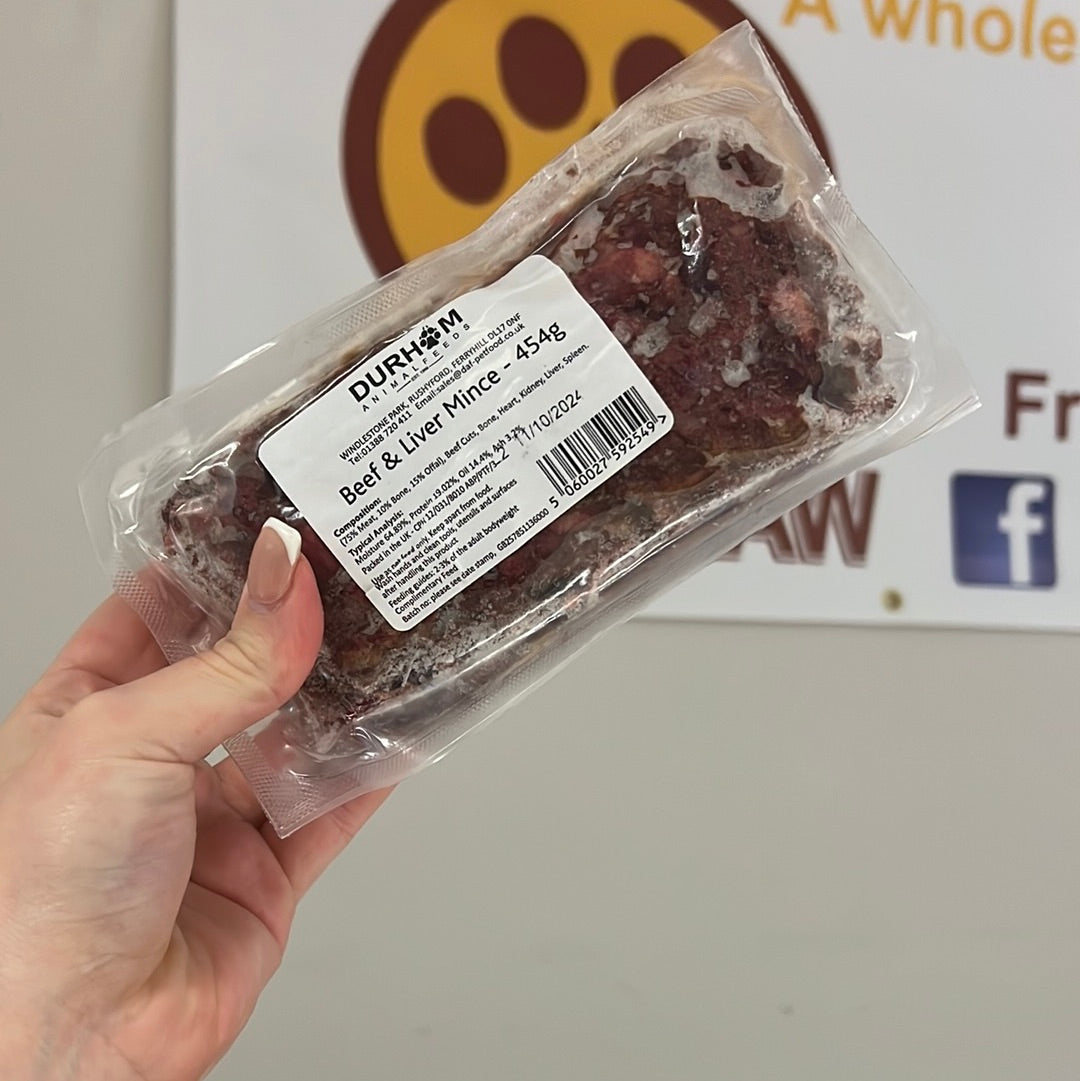 A whole
Fr
AW
f
DURHAM
ANIMAL FEEDS
WINDLESTONE PARK, RUSHYFORD, FERRYHILL DL17 0NF
Tel:01388 720 411 Email:sales@daf-petfood.co.uk
Beef & Liver Mince - 454g
Composition:
(75% Meat, 10% Bone, 15% Offal), Beef Cuts, Bone, Heart, Kidney, Liver, Spleen.
Typical Analysis:
Moisture 64.89%, Protein 19.02%, Oil 14.4%, Ash 3.2%
Packed in the UK - CPN 12/031/8010 ABP/PTF/
11/10/2024
Use as pet feed only. Keep apart from food.
Wash hands and clean tools, utensils and surfaces
after handling this product
Feeding guides, 2-3% of the adult bodyweight
Complimentary Feed
Batch no: please see date stamp, GB257851136000
5 060027 592549 >